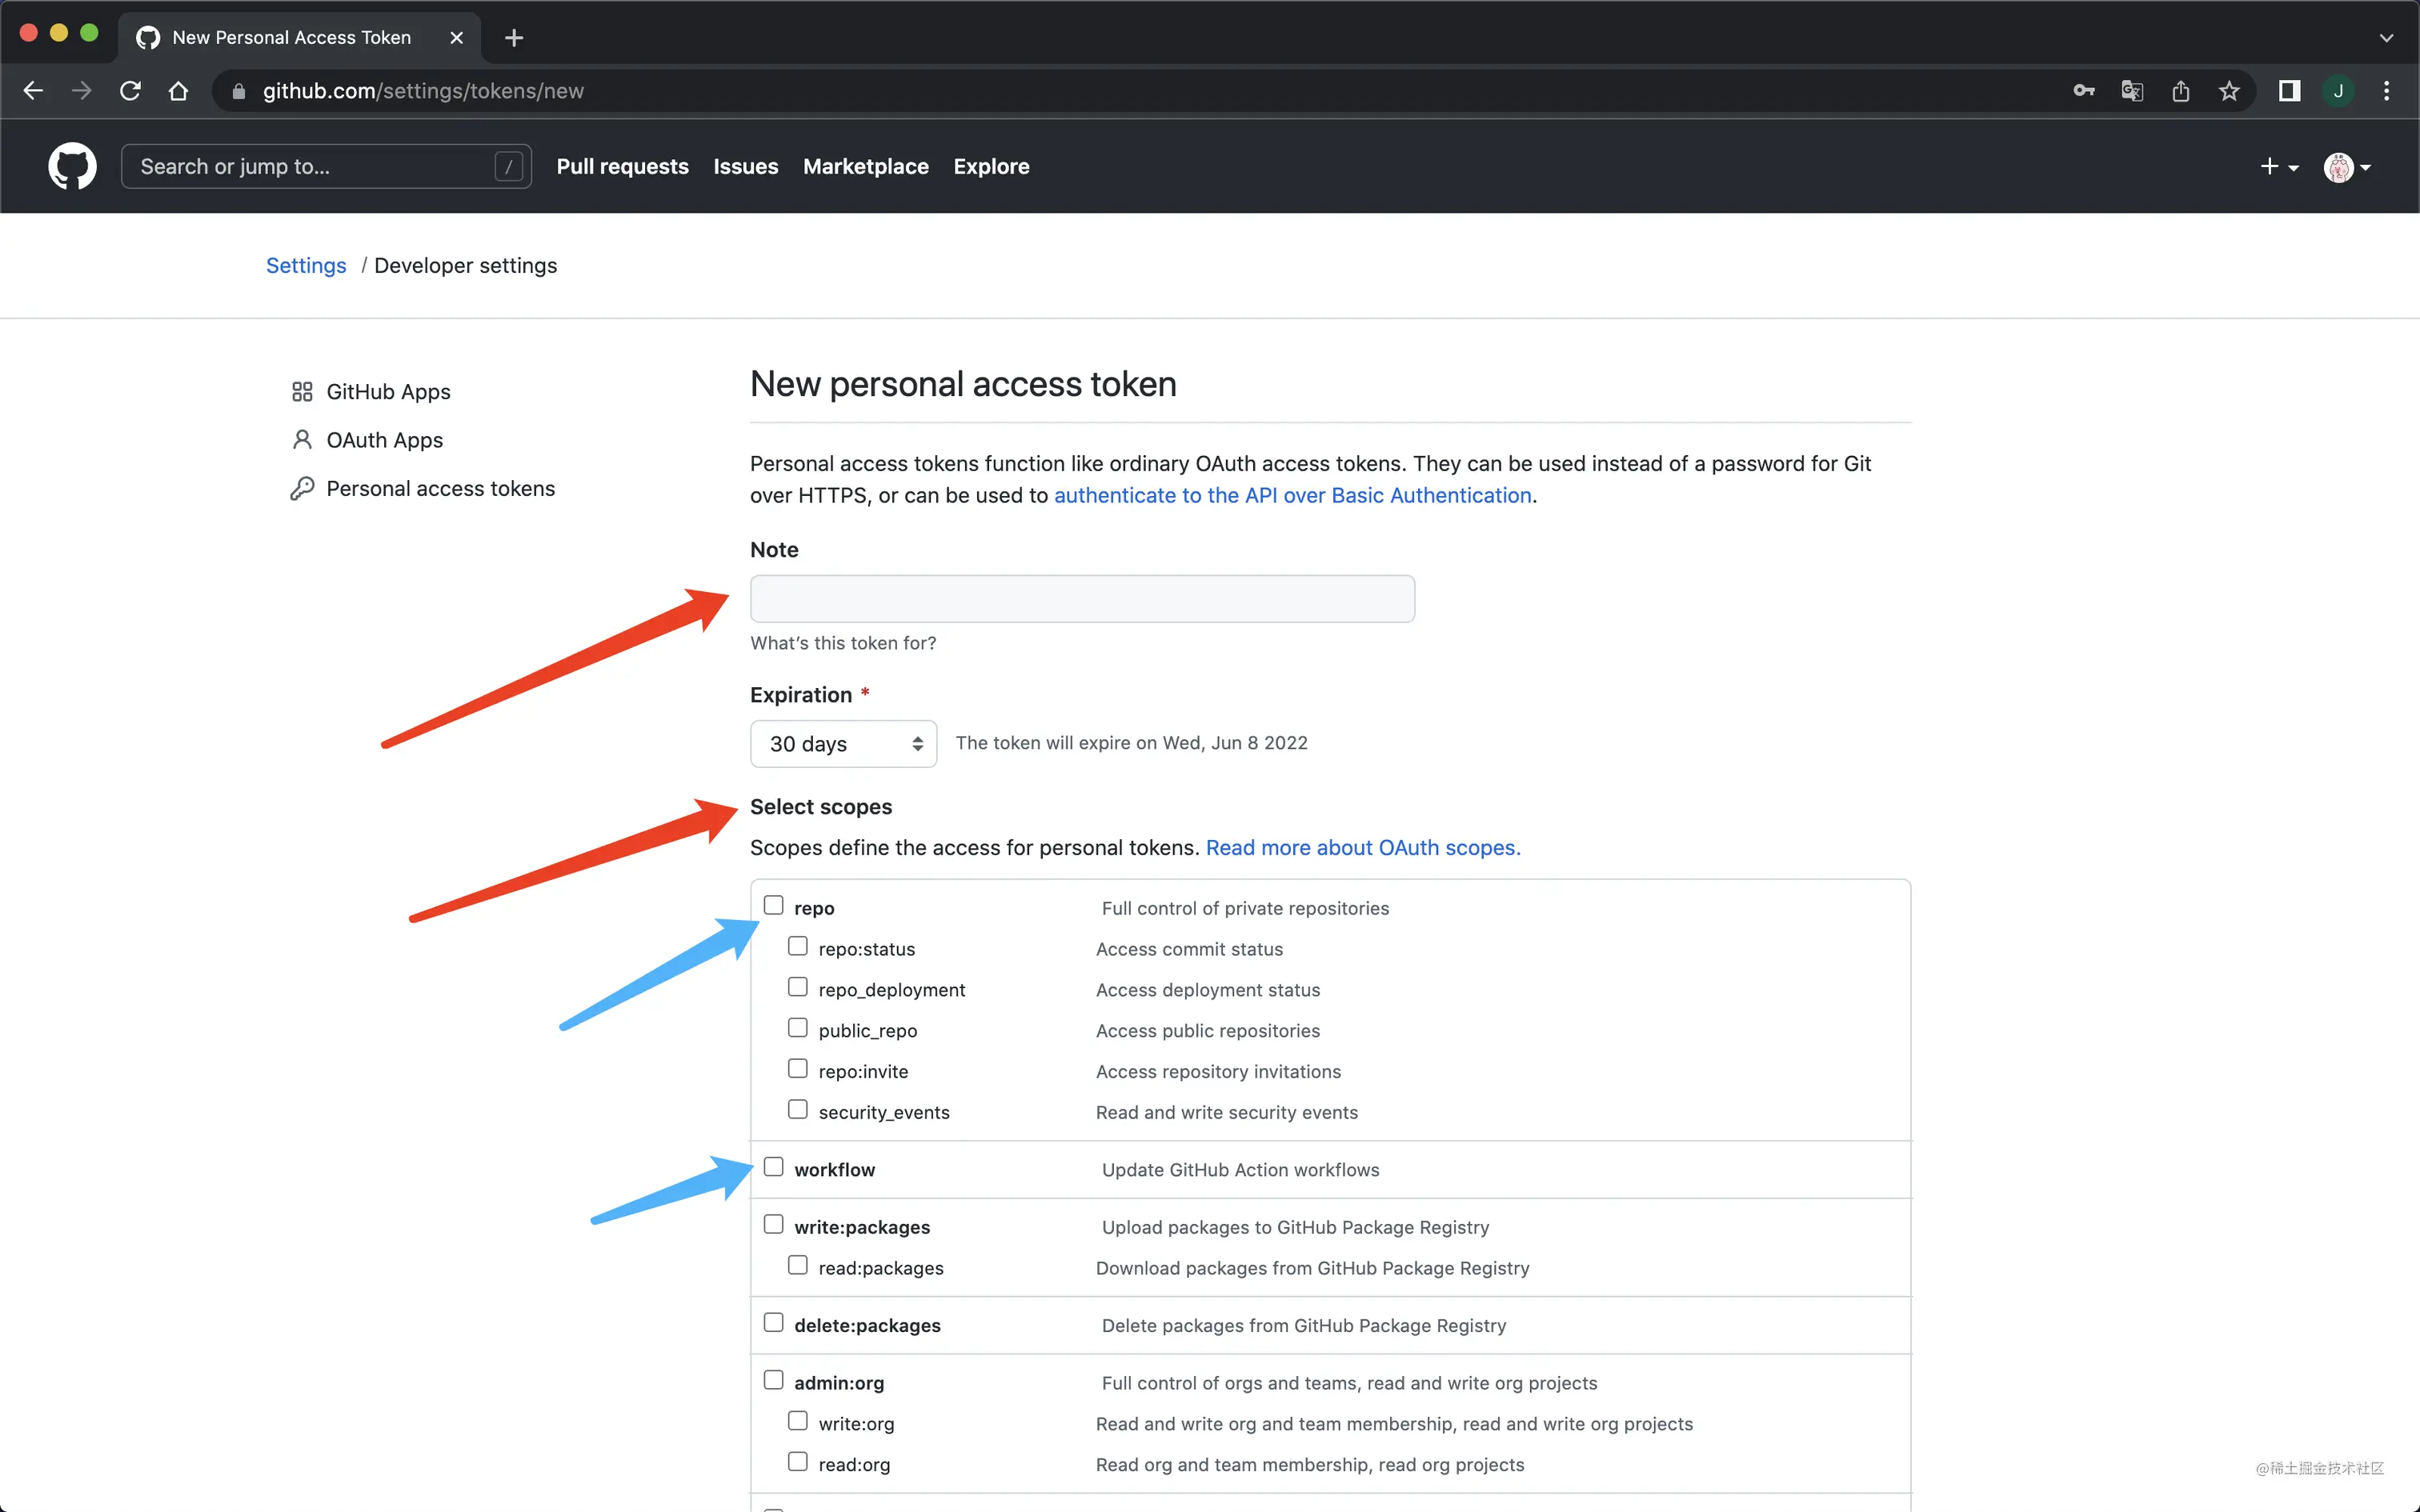 New Personal Access Token
github.com/settings/tokens/new
J
Search or jump to... /
Pull requests Issues Marketplace Explore
Settings / Developer settings
GitHub Apps
OAuth Apps
Personal access tokens
New personal access token
Personal access tokens function like ordinary OAuth access tokens. They can be used instead of a password for Git
over HTTPS, or can be used to authenticate to the API over Basic Authentication.
Note
What's this token for?
Expiration *
30 days The token will expire on Wed, Jun 8 2022
Select scopes
Scopes define the access for personal tokens. Read more about OAuth scopes.
repo Full control of private repositories
repo:status Access commit status
repo_deployment Access deployment status
public_repo Access public repositories
repo:invite Access repository invitations
security_events Read and write security events
workflow Update GitHub Action workflows
write:packages Upload packages to GitHub Package Registry
read:packages Download packages from GitHub Package Registry
delete:packages Delete packages from GitHub Package Registry
admin:org Full control of orgs and teams, read and write org projects
write:org Read and write org and team membership, read and write org projects
read:org Read org and team membership, read org projects
@稀土掘金技术社区